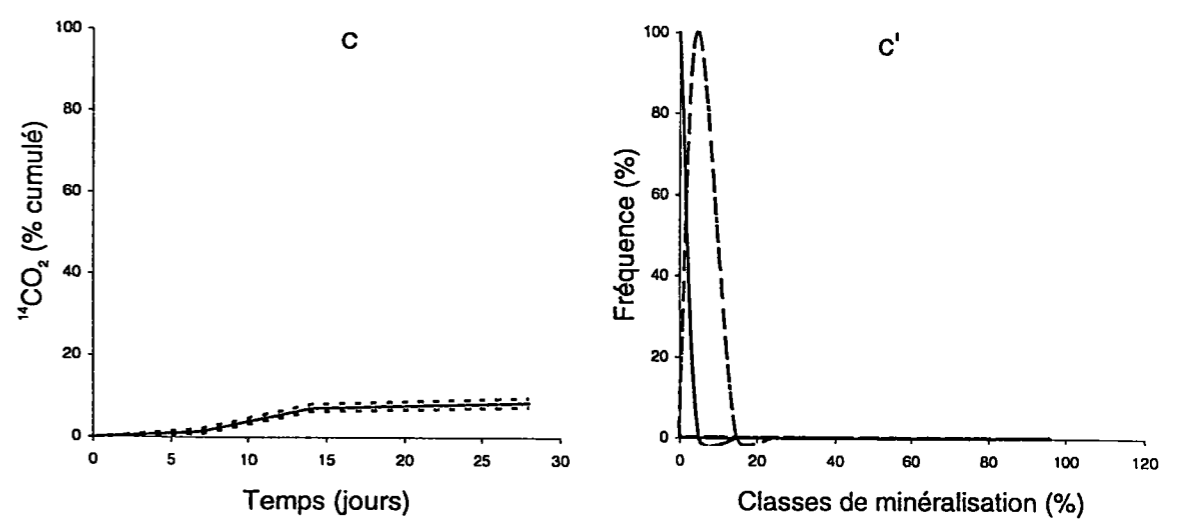 C
100
80
60
40
20
0
¹⁴CO₂ (% cumulé)
0 5 10 15 20 25 30
Temps (jours)
C'
100
80
60
40
20
0
Fréquence (%)
0 20 40 60 80 100 120
Classes de minéralisation (%)